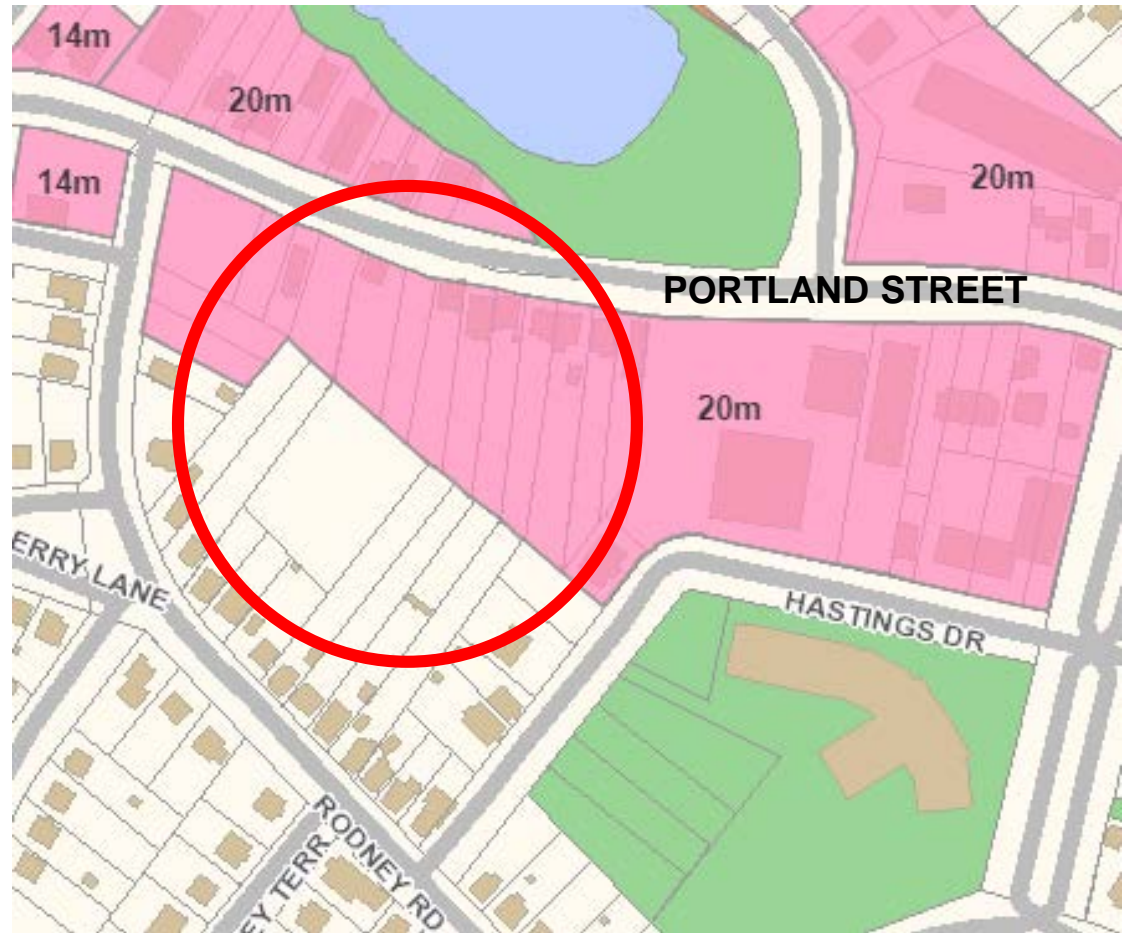 14m
20m
14m
20m
PORTLAND STREET
20m
HASTINGS DR
ERRY LANE
RODNEY RD
EY TERR